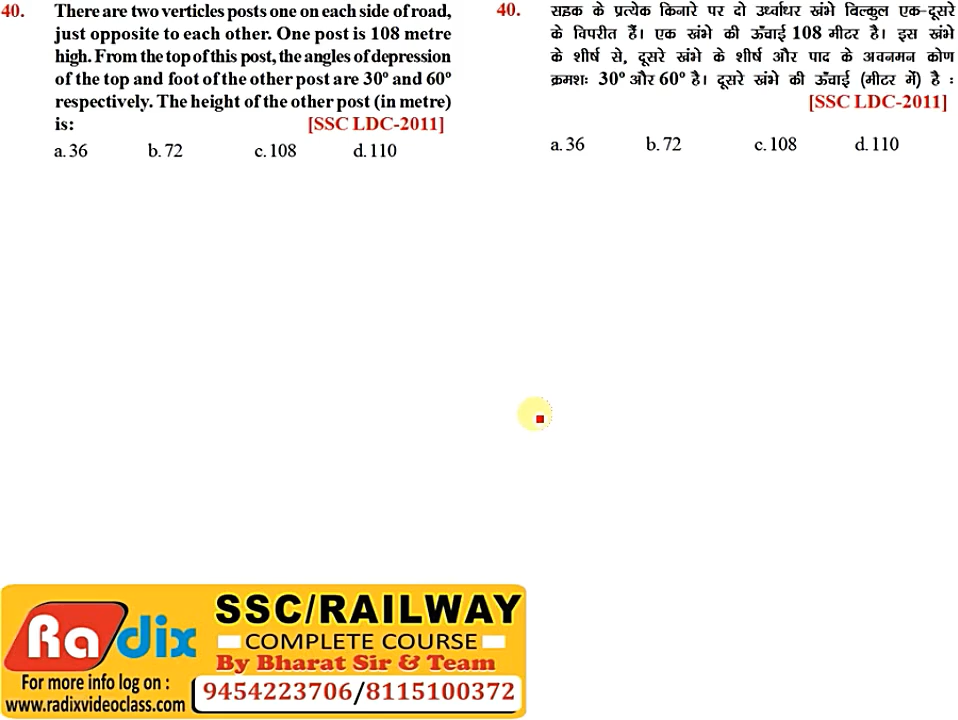 40. There are two verticles posts one on each side of road,
just opposite to each other. One post is 108 metre
high. From the top of this post, the angles of depression
of the top and foot of the other post are 30º and 60º
respectively. The height of the other post (in metre)
is: [SSC LDC-2011]
a. 36 b. 72 c. 108 d. 110
40. सड़क के प्रत्येक किनारे पर दो उर्ध्वाधर खंभे बिल्कुल एक-दूसरे
के विपरीत हैं। एक खंभे की ऊँचाई 108 मीटर है। इस खंभे
के शीर्ष से, दूसरे खंभे के शीर्ष और पाद के अवनमन कोण
क्रमशः 30º और 60º है। दूसरे खंभे की ऊँचाई (मीटर में) है :
[SSC LDC-2011]
a. 36 b. 72 c. 108 d. 110
Radix
For more info log on :
www.radixvideoclass.com
SSC/RAILWAY
COMPLETE COURSE
By Bharat Sir & Team
9454223706/8115100372